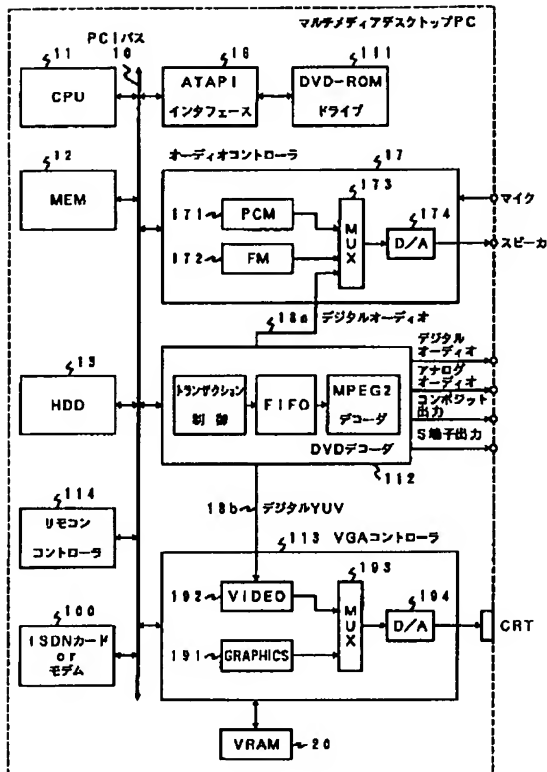 マルチメディアデスクトップPC
PCIバス
10
11
CPU
16
ATAPI
インタフェース
111
DVD-ROM
ドライブ
12
MEM
オーディオコントローラ
17
171
PCM
172
FM
173
MUX
174
D/A
マイク
スピーカ
18a デジタルオーディオ
13
HDD
トランザクション
制御
FIFO
MPEG2
デコーダ
DVDデコーダ
112
デジタル
オーディオ
アナログ
オーディオ
コンポジット
出力
S端子出力
18b デジタルYUV
114
リモコン
コントローラ
113 VGAコントローラ
192
VIDEO
191
GRAPHICS
193
MUX
194
D/A
CRT
100
ISDNカード
or
モデム
VRAM
20